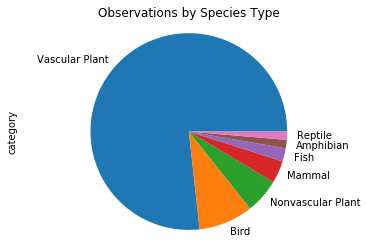 Observations by Species Type
Vascular Plant
category
Reptile
Amphibian
Fish
Mammal
Nonvascular Plant
Bird